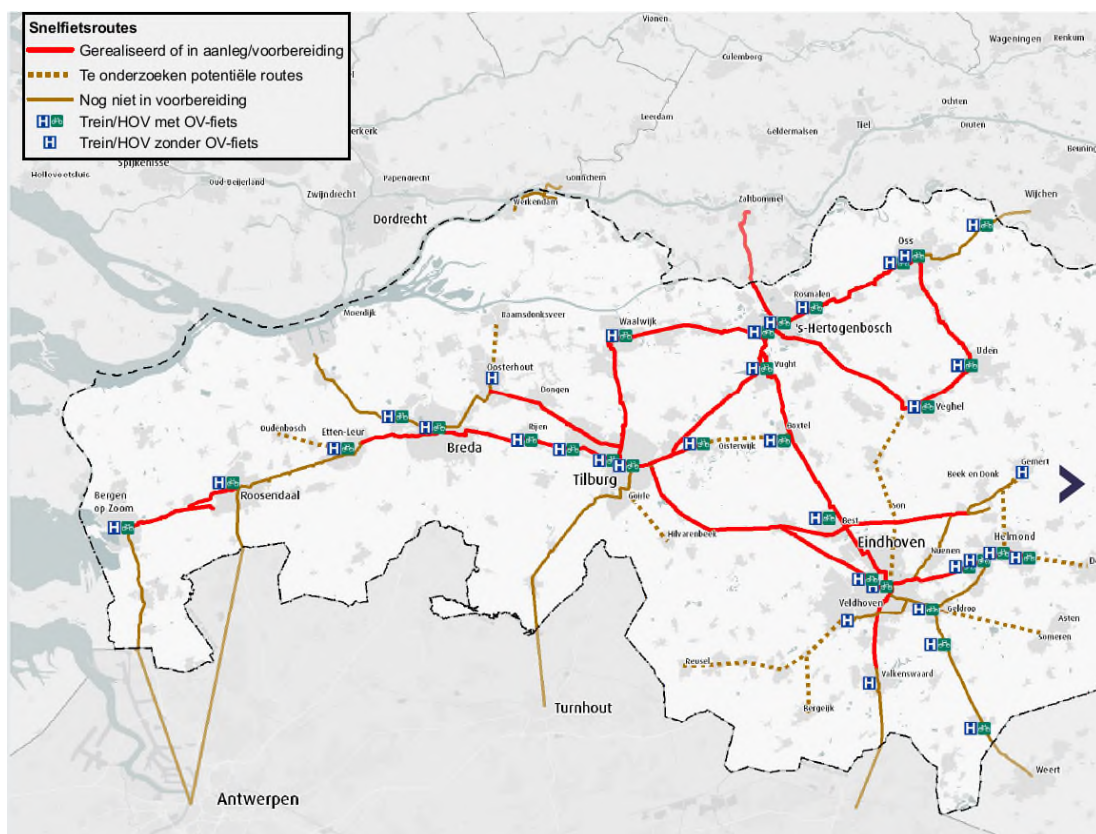 Snelfietsroutes
Gerealiseerd of in aanleg/voorbereiding
Te onderzoeken potentiële routes
Nog niet in voorbereiding
H Trein/HOV met OV-fiets
H Trein/HOV zonder OV-fiets
Vianen
Culemborg
Wageningen
Renkum
Leerdam
Geldermalsen
Tiel
Ochten
Druten
Beuning
Spijkenisse
Hellevoetsluis
Oud-Beijerland
Zwijndrecht
Papendrecht
Gorinchem
Werkendam
Dordrecht
Zaltbommel
Wijchen
Oss
Moerdijk
Raamsdonksveer
Waalwijk
Rosmalen
's-Hertogenbosch
Uden
Oosterhout
Dongen
Vught
Veghel
Oudenbosch
Etten-Leur
Breda
Rijen
Oisterwijk
Boxtel
Tilburg
Goirle
Bergen
op Zoom
Roosendaal
Hilvarenbeek
Beek en Donk
Gemert
Son
Best
Eindhoven
Nuenen
Helmond
De
Veldhoven
Geldrop
Asten
Someren
Reusel
Bergeijk
Valkenswaard
Turnhout
Weert
Antwerpen